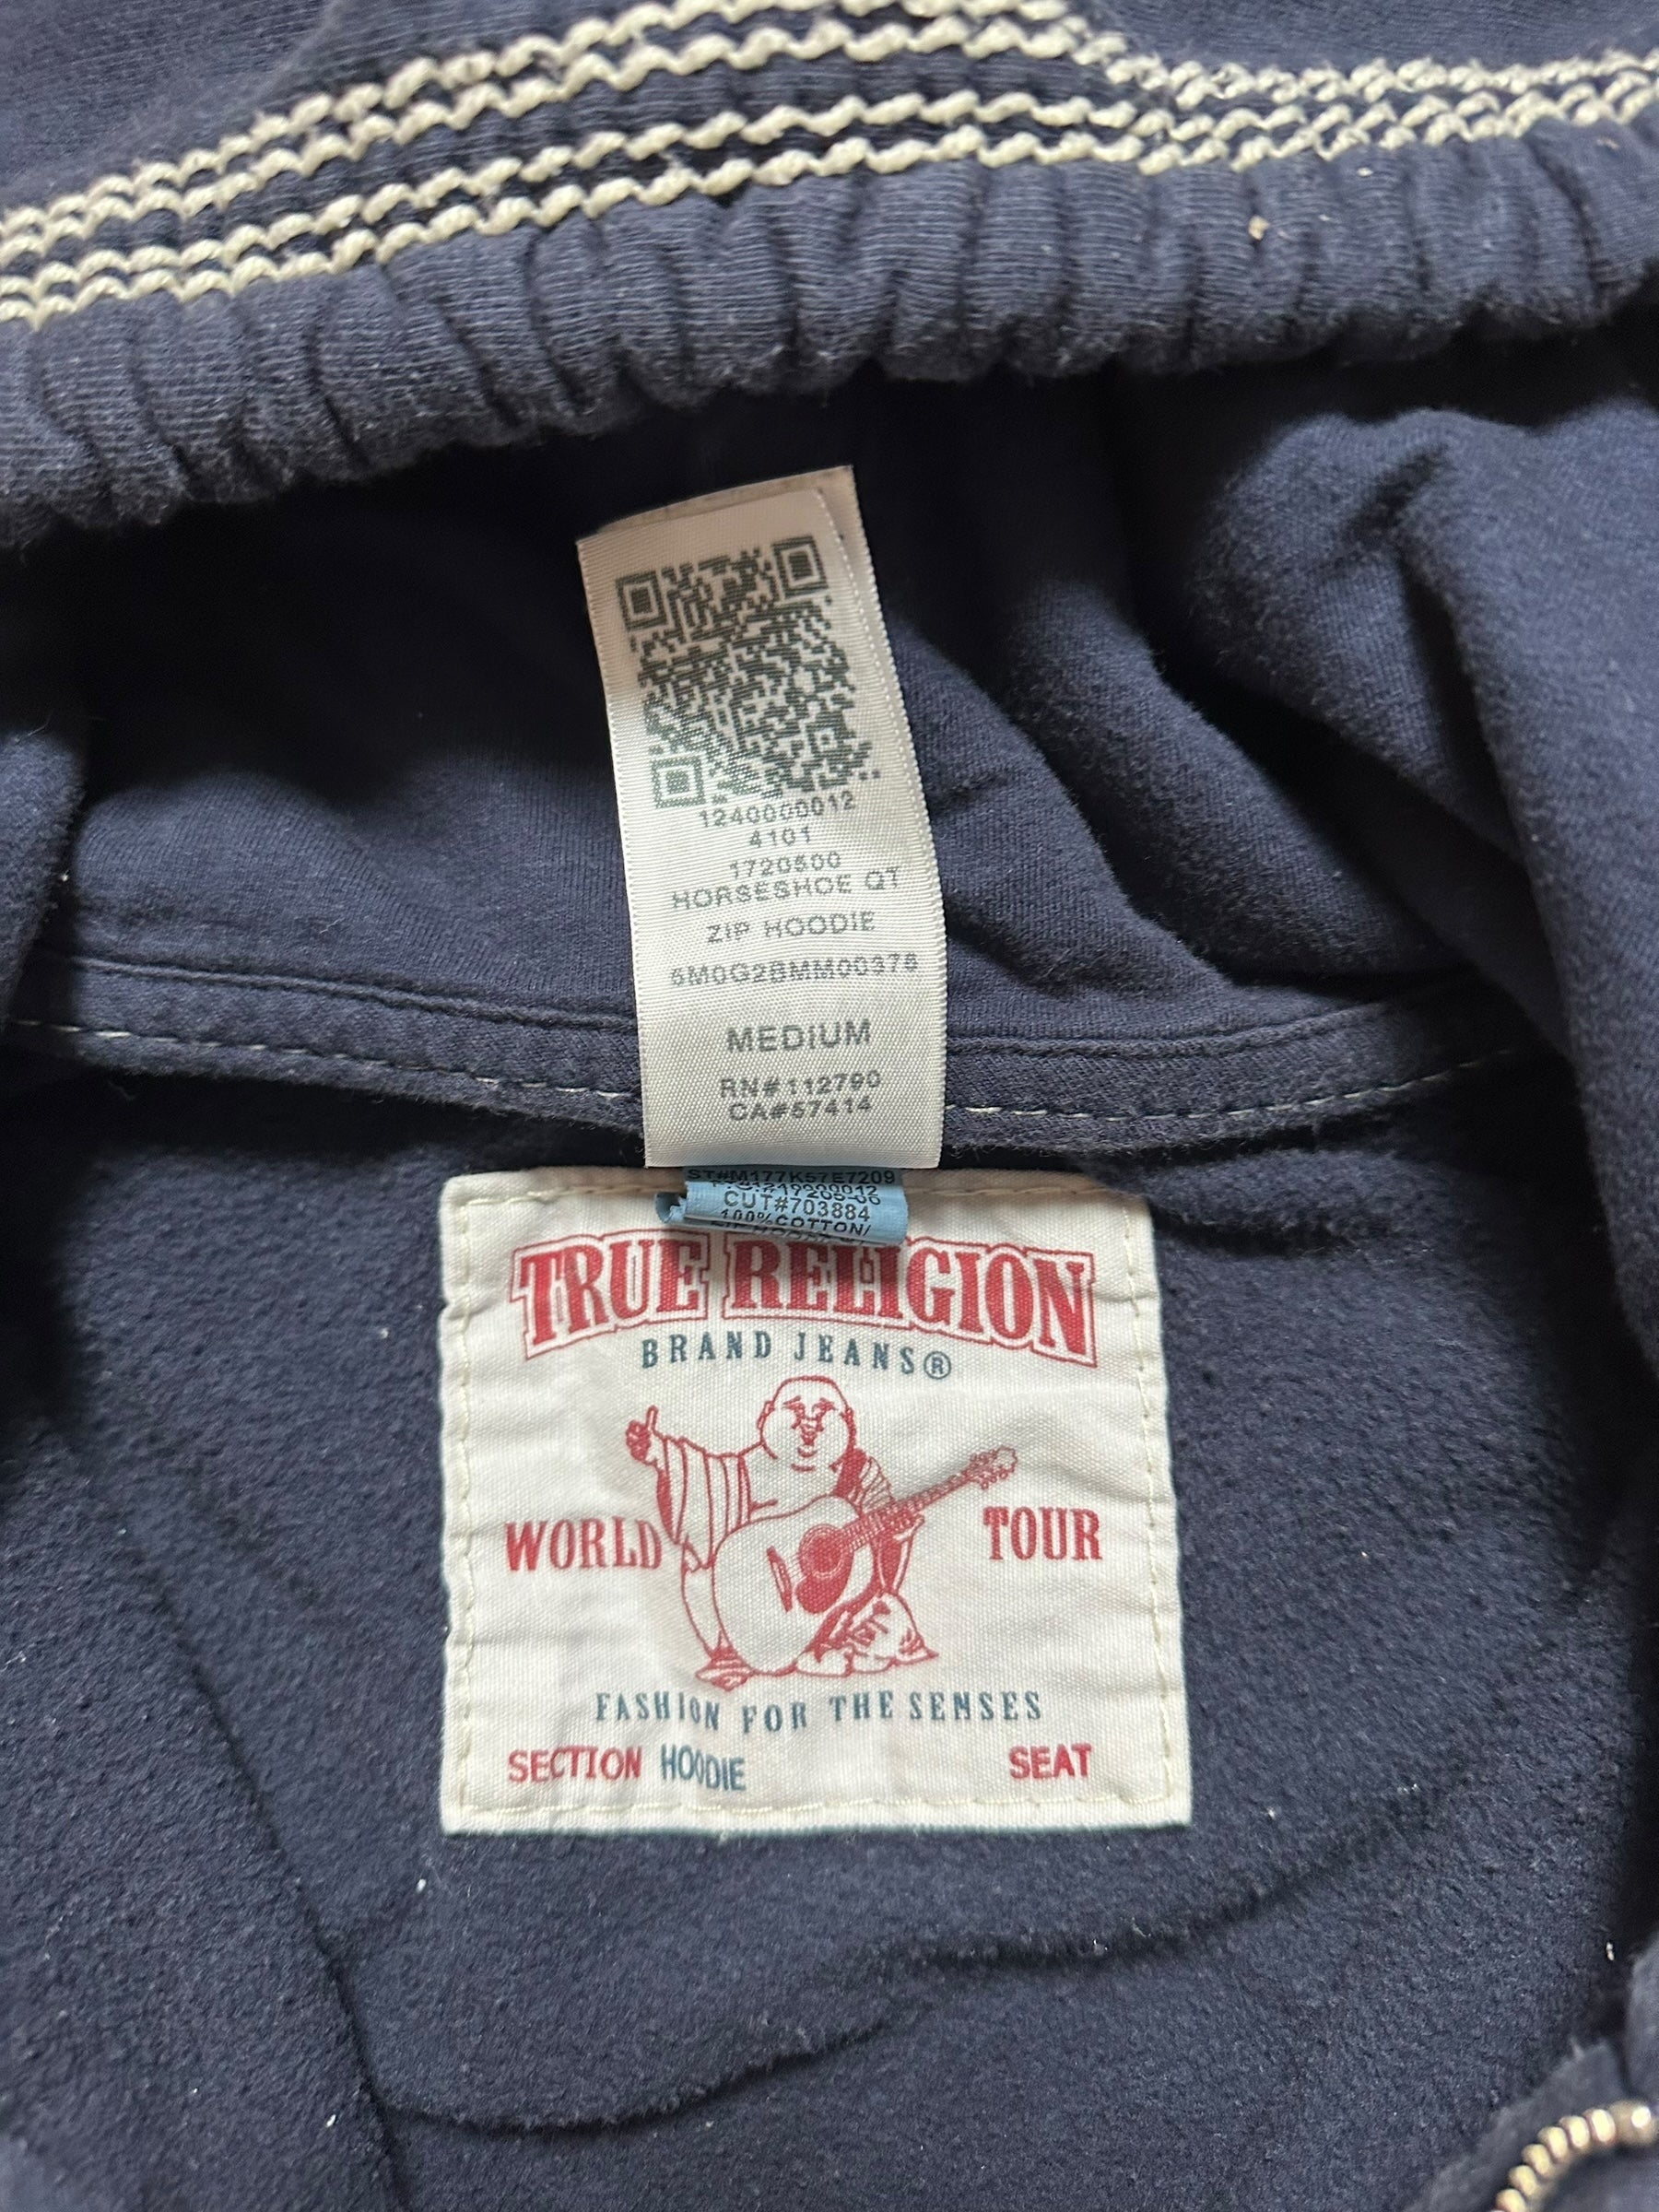 1240000012
4101
1720500
HORSESHOE QT
ZIP HOODIE
5M0G2BMM00375
MEDIUM
RN#112790
CA#57414
ST#M177K57E7209
CUT#703884
100%COTTON/
TRUE RELIGION
BRAND JEANS®
WORLD TOUR
FASHION FOR THE SENSES
SECTION HOODIE SEAT